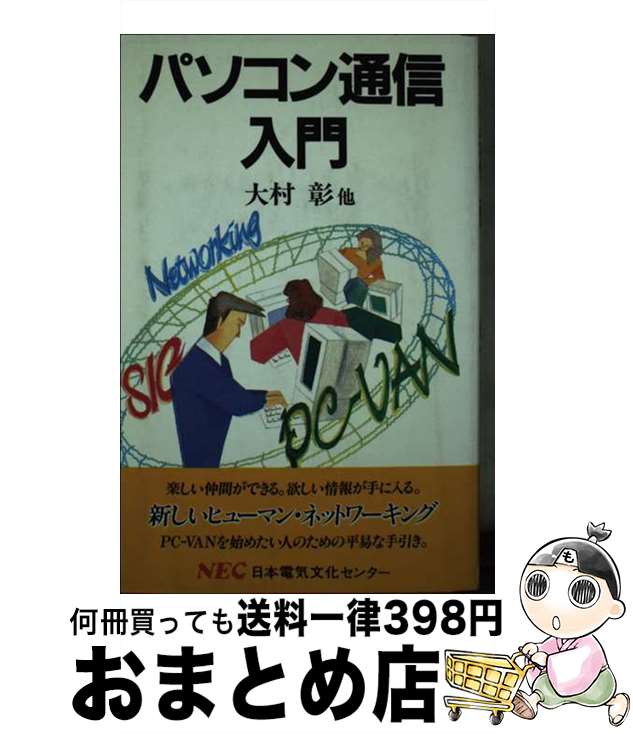 パソコン通信
入門
大村 彰 他
Networking
SIG
PC-VAN
楽しい仲間ができる。欲しい情報が手に入る。
新しいヒューマン・ネットワーキング
PC-VANを始めたい人のための平易な手引き。
NEC 日本電気文化センター
も
何冊買っても送料一律398円
おまとめ店